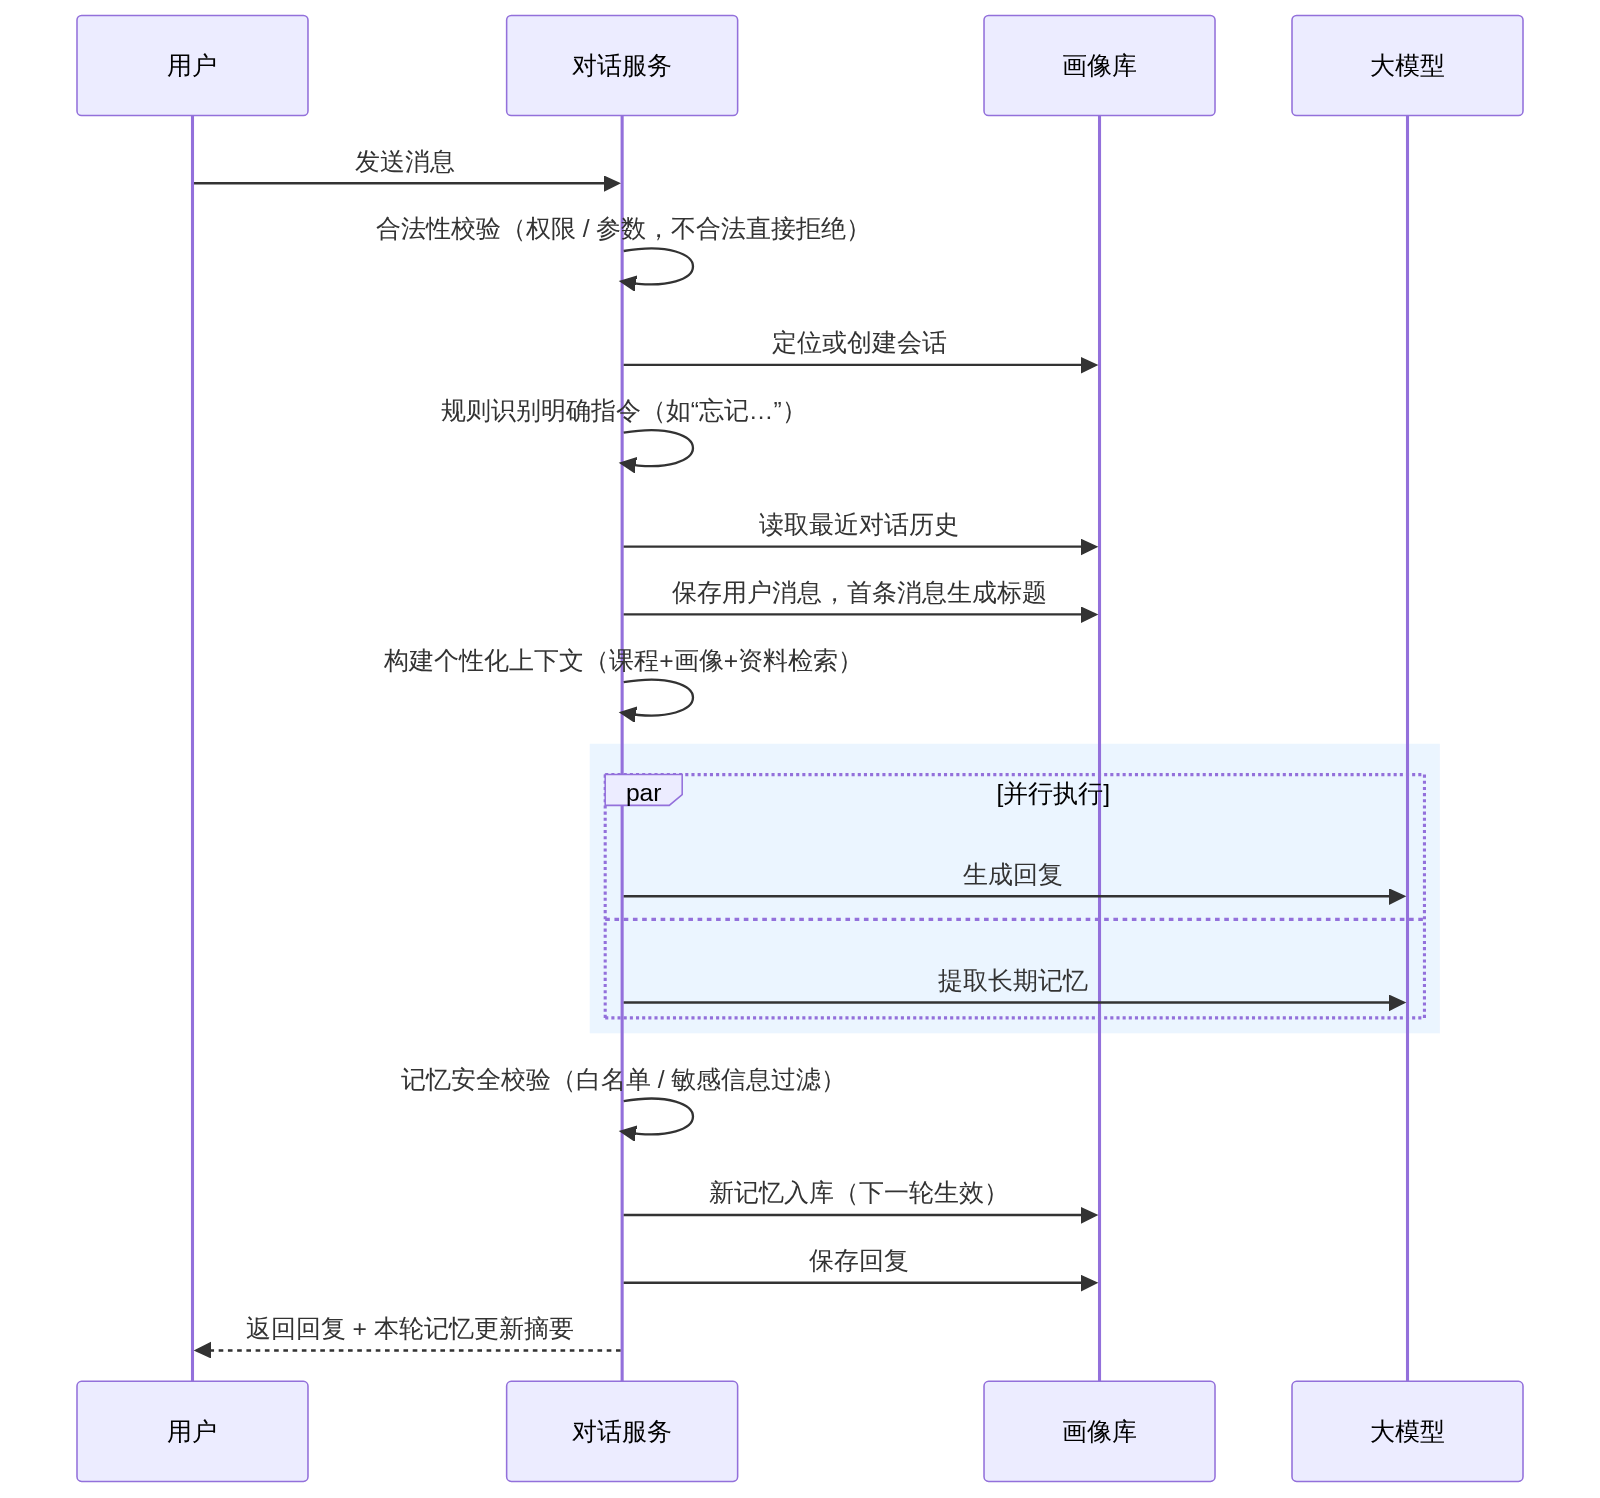 用户
对话服务
画像库
大模型
发送消息
合法性校验（权限 / 参数，不合法直接拒绝）
定位或创建会话
规则识别明确指令（如“忘记…”）
读取最近对话历史
保存用户消息，首条消息生成标题
构建个性化上下文（课程+画像+资料检索）
par
[并行执行]
生成回复
提取长期记忆
记忆安全校验（白名单 / 敏感信息过滤）
新记忆入库（下一轮生效）
保存回复
返回回复 + 本轮记忆更新摘要
用户
对话服务
画像库
大模型